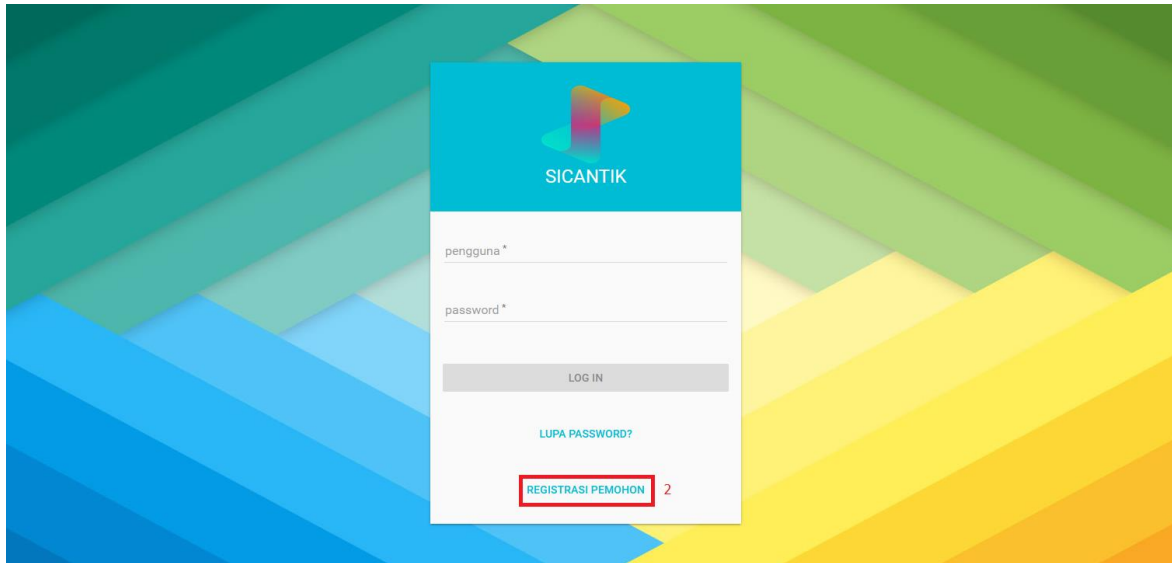 SICANTIK
pengguna *
password *
LOG IN
LUPA PASSWORD?
REGISTRASI PEMOHON 2